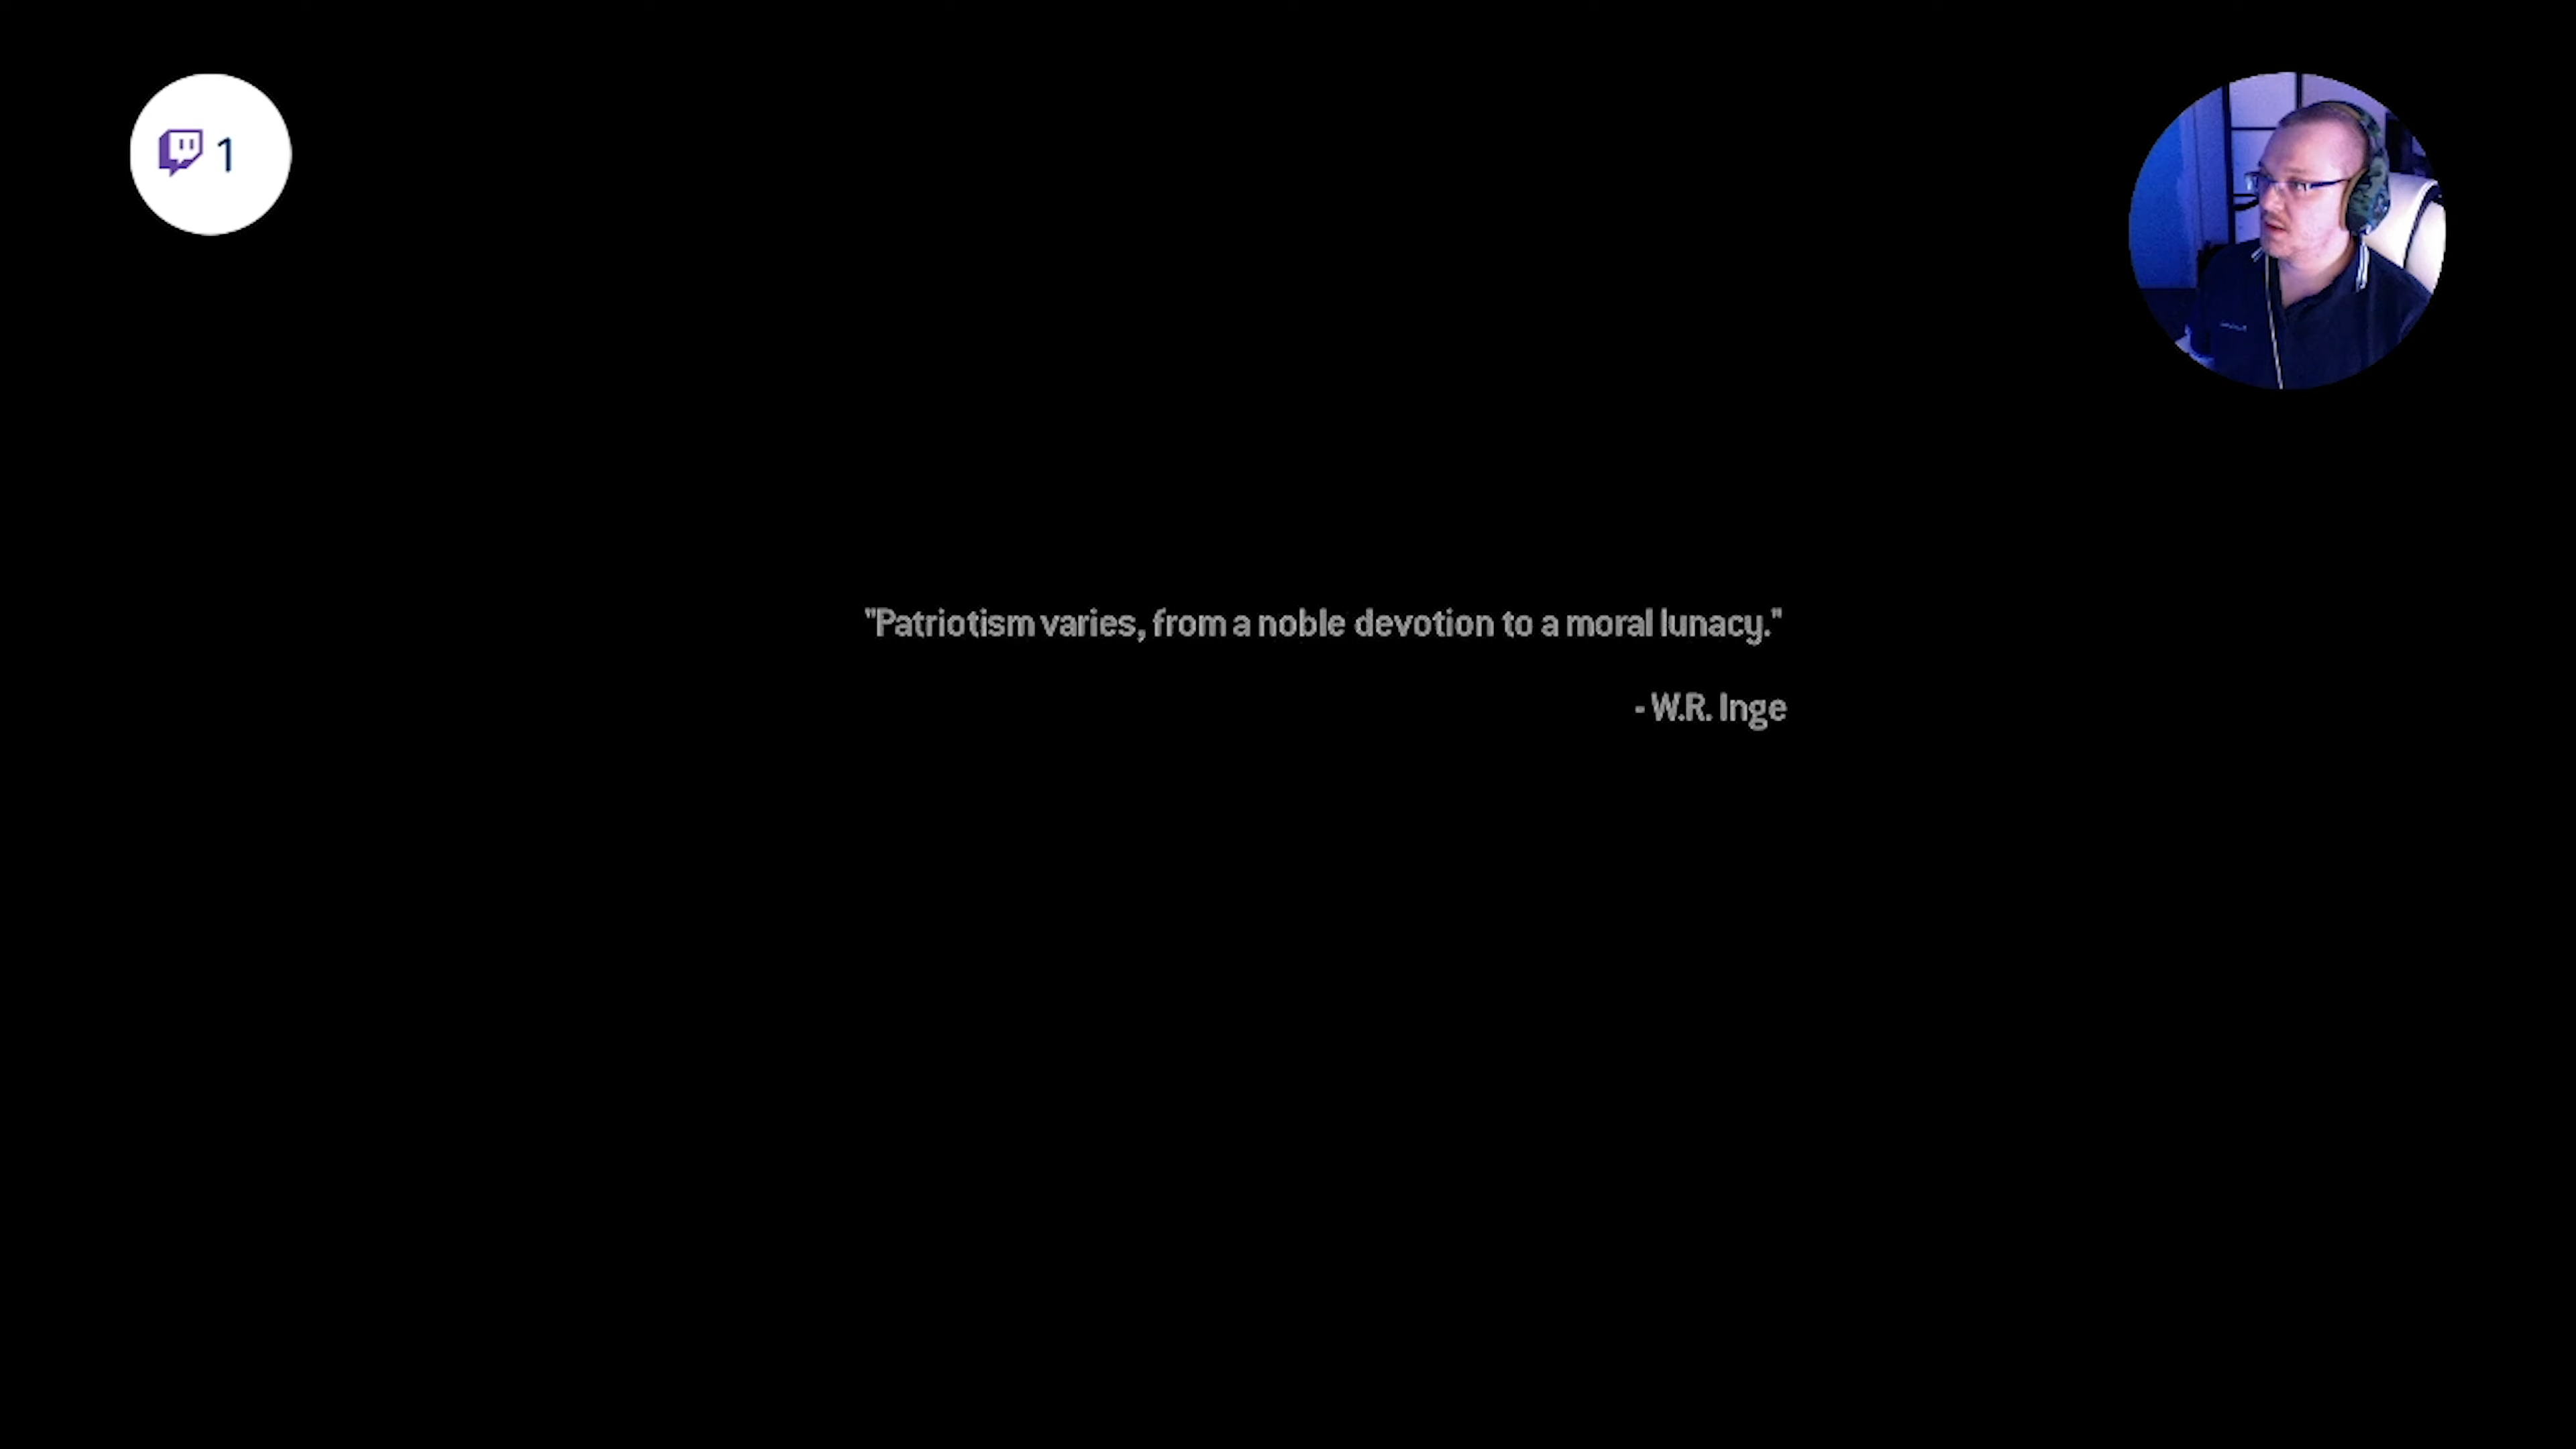 1
"Patriotism varies, from a noble devotion to a moral lunacy."
- W.R. Inge